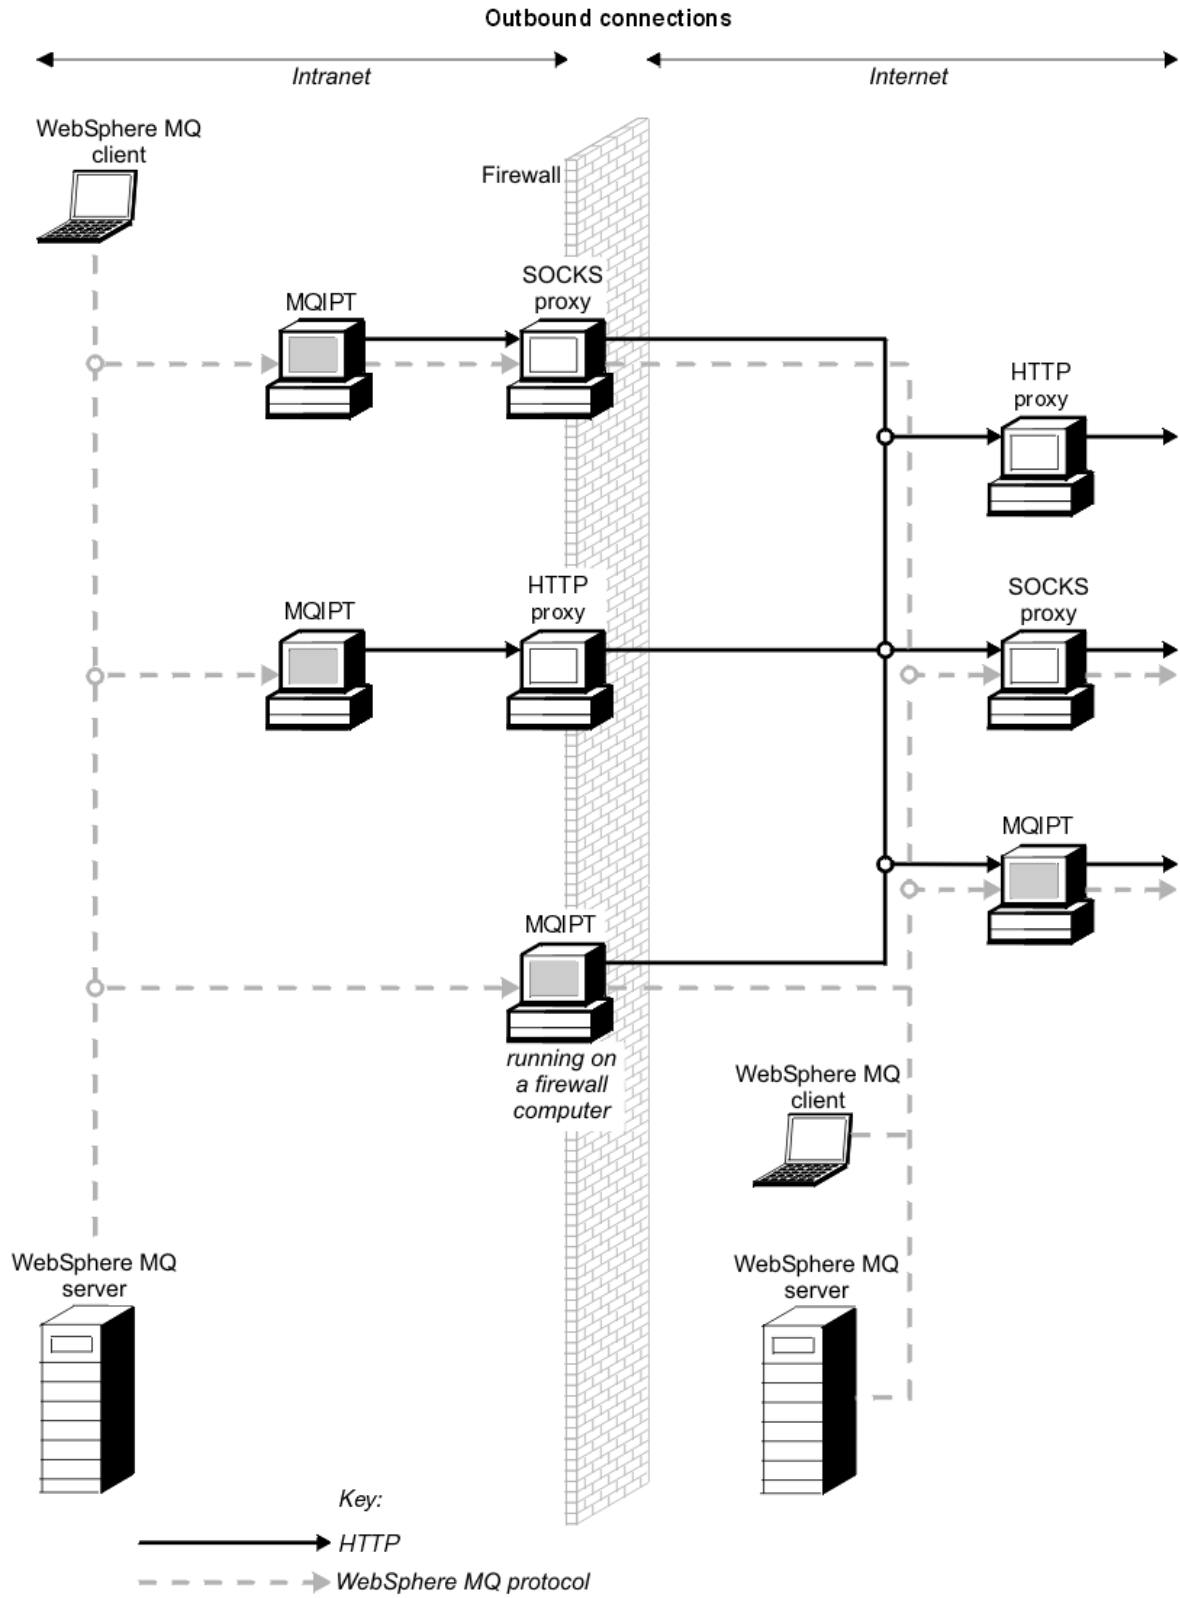 Outbound connections
Intranet
Internet
WebSphere MQ
client
Firewall
SOCKS
proxy
MQIPT
HTTP
proxy
HTTP
proxy
MQIPT
SOCKS
proxy
MQIPT
MQIPT
running on
a firewall
computer
WebSphere MQ
client
WebSphere MQ
server
WebSphere MQ
server
Key:
HTTP
WebSphere MQ protocol